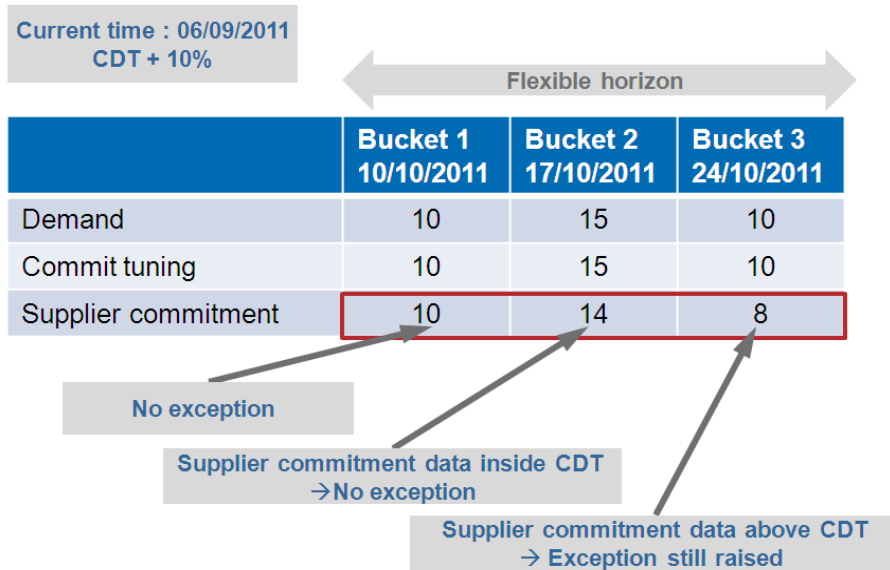 Current time : 06/09/2011
CDT + 10%
Flexible horizon
Bucket 1 Bucket 2 Bucket 3
10/10/2011 17/10/2011 24/10/2011
Demand 10 15 10
Commit tuning 10 15 10
Supplier commitment 10 14 8
No exception
Supplier commitment data inside CDT
→No exception
Supplier commitment data above CDT
→ Exception still raised